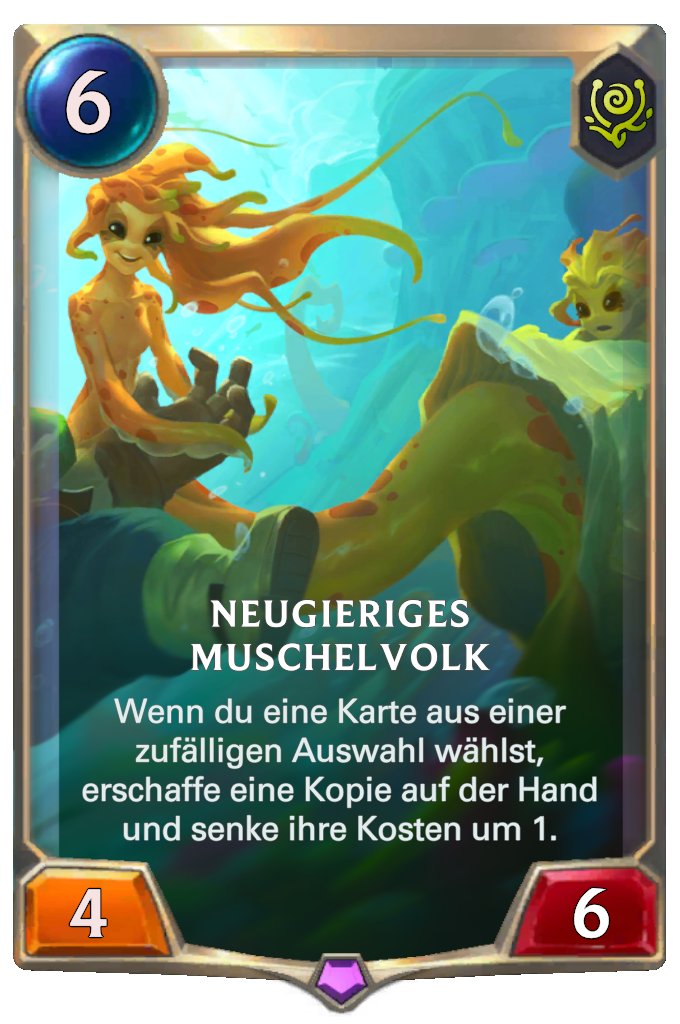 6
NEUGIERIGES
MUSCHELVOLK
Wenn du eine Karte aus einer
zufälligen Auswahl wählst,
erschaffe eine Kopie auf der Hand
und senke ihre Kosten um 1.
4
6